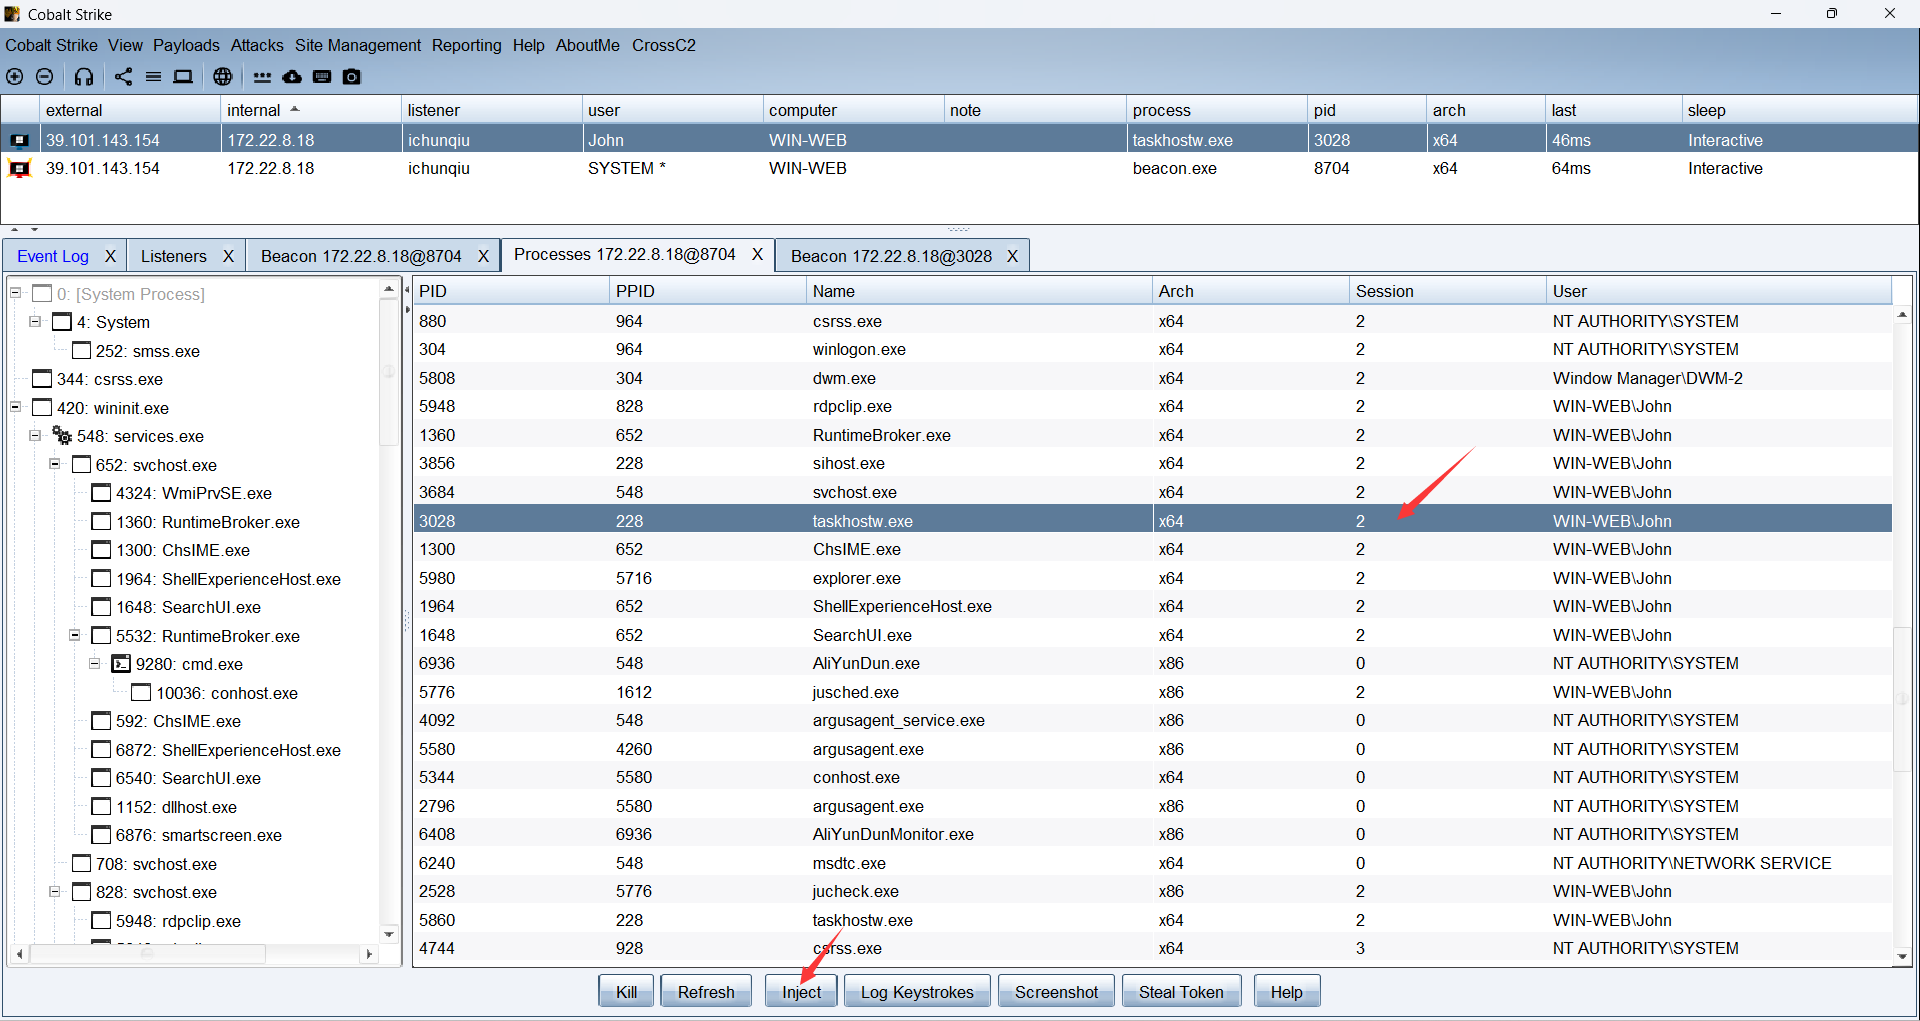 Cobalt Strike
Cobalt Strike View Payloads Attacks Site Management Reporting Help AboutMe CrossC2
external internal listener user computer note process pid arch last sleep
39.101.143.154 172.22.8.18 ichunqiu John WIN-WEB taskhostw.exe 3028 x64 46ms Interactive
39.101.143.154 172.22.8.18 ichunqiu SYSTEM * WIN-WEB beacon.exe 8704 x64 64ms Interactive
Event Log X Listeners X Beacon 172.22.8.18@8704 X Processes 172.22.8.18@8704 X Beacon 172.22.8.18@3028 X
0: [System Process]
4: System
252: smss.exe
344: csrss.exe
420: wininit.exe
548: services.exe
652: svchost.exe
4324: WmiPrvSE.exe
1360: RuntimeBroker.exe
1300: ChsIME.exe
1964: ShellExperienceHost.exe
1648: SearchUI.exe
5532: RuntimeBroker.exe
9280: cmd.exe
10036: conhost.exe
592: ChsIME.exe
6872: ShellExperienceHost.exe
6540: SearchUI.exe
1152: dllhost.exe
6876: smartscreen.exe
708: svchost.exe
828: svchost.exe
5948: rdpclip.exe
PID PPID Name Arch Session User
880 964 csrss.exe x64 2 NT AUTHORITY\SYSTEM
304 964 winlogon.exe x64 2 NT AUTHORITY\SYSTEM
5808 304 dwm.exe x64 2 Window Manager\DWM-2
5948 828 rdpclip.exe x64 2 WIN-WEB\John
1360 652 RuntimeBroker.exe x64 2 WIN-WEB\John
3856 228 sihost.exe x64 2 WIN-WEB\John
3684 548 svchost.exe x64 2 WIN-WEB\John
3028 228 taskhostw.exe x64 2 WIN-WEB\John
1300 652 ChsIME.exe x64 2 WIN-WEB\John
5980 5716 explorer.exe x64 2 WIN-WEB\John
1964 652 ShellExperienceHost.exe x64 2 WIN-WEB\John
1648 652 SearchUI.exe x64 2 WIN-WEB\John
6936 548 AliYunDun.exe x86 0 NT AUTHORITY\SYSTEM
5776 1612 jusched.exe x86 2 WIN-WEB\John
4092 548 argusagent_service.exe x86 0 NT AUTHORITY\SYSTEM
5580 4260 argusagent.exe x86 0 NT AUTHORITY\SYSTEM
5344 5580 conhost.exe x64 0 NT AUTHORITY\SYSTEM
2796 5580 argusagent.exe x86 0 NT AUTHORITY\SYSTEM
6408 6936 AliYunDunMonitor.exe x86 0 NT AUTHORITY\SYSTEM
6240 548 msdtc.exe x64 0 NT AUTHORITY\NETWORK SERVICE
2528 5776 jucheck.exe x86 2 WIN-WEB\John
5860 228 taskhostw.exe x64 2 WIN-WEB\John
4744 928 csrss.exe x64 3 NT AUTHORITY\SYSTEM
Kill Refresh Inject Log Keystrokes Screenshot Steal Token Help